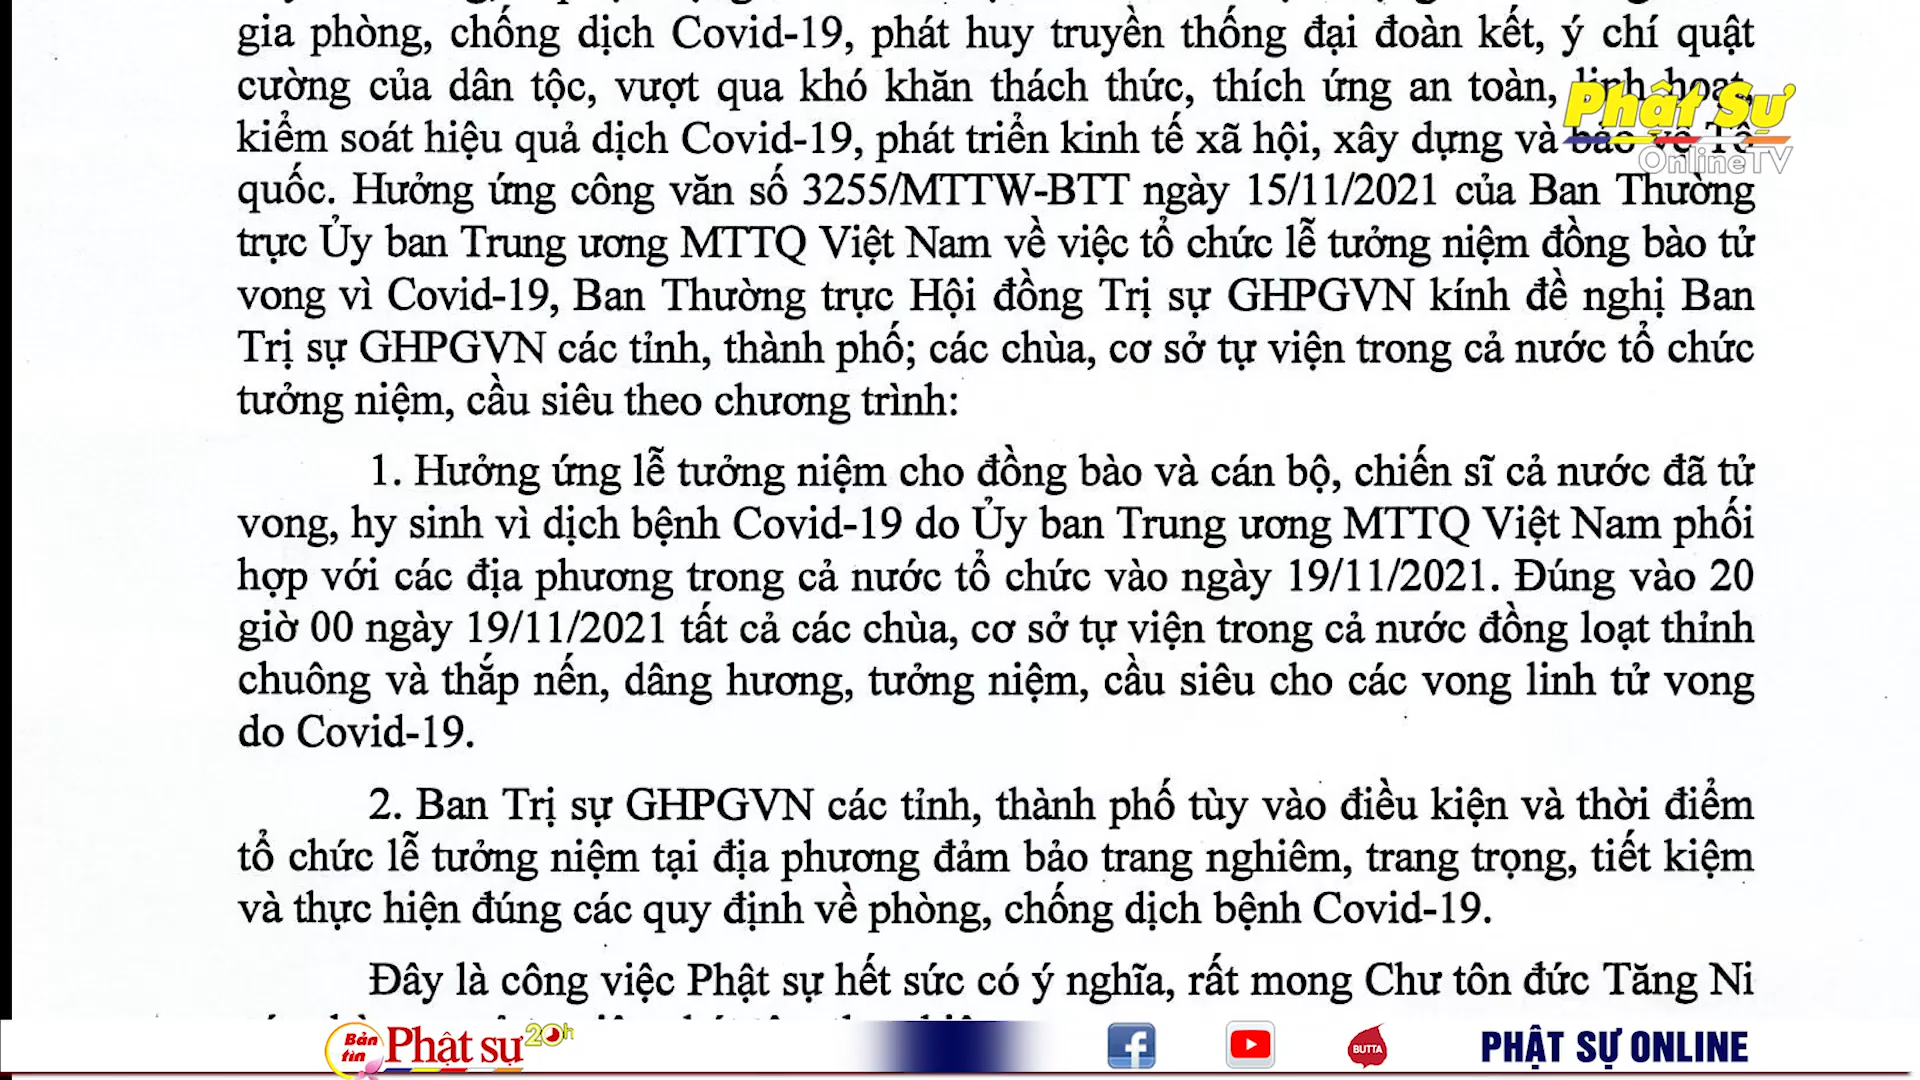 gia phòng, chống dịch Covid-19, phát huy truyền thống đại đoàn kết, ý chí quật
cường của dân tộc, vượt qua khó khăn thách thức, thích ứng an toàn, linh hoạt,
kiểm soát hiệu quả dịch Covid-19, phát triển kinh tế xã hội, xây dựng và bảo vệ Tổ
quốc. Hưởng ứng công văn số 3255/MTTW-BTT ngày 15/11/2021 của Ban Thường
trực Ủy ban Trung ương MTTQ Việt Nam về việc tổ chức lễ tưởng niệm đồng bào tử
vong vì Covid-19, Ban Thường trực Hội đồng Trị sự GHPGVN kính đề nghị Ban
Trị sự GHPGVN các tỉnh, thành phố; các chùa, cơ sở tự viện trong cả nước tổ chức
tưởng niệm, cầu siêu theo chương trình:
1. Hưởng ứng lễ tưởng niệm cho đồng bào và cán bộ, chiến sĩ cả nước đã tử
vong, hy sinh vì dịch bệnh Covid-19 do Ủy ban Trung ương MTTQ Việt Nam phối
hợp với các địa phương trong cả nước tổ chức vào ngày 19/11/2021. Đúng vào 20
giờ 00 ngày 19/11/2021 tất cả các chùa, cơ sở tự viện trong cả nước đồng loạt thỉnh
chuông và thắp nến, dâng hương, tưởng niệm, cầu siêu cho các vong linh tử vong
do Covid-19.
2. Ban Trị sự GHPGVN các tỉnh, thành phố tùy vào điều kiện và thời điểm
tổ chức lễ tưởng niệm tại địa phương đảm bảo trang nghiêm, trang trọng, tiết kiệm
và thực hiện đúng các quy định về phòng, chống dịch bệnh Covid-19.
Đây là công việc Phật sự hết sức có ý nghĩa, rất mong Chư tôn đức Tăng Ni
Phật Sự
OnlineTV
Bản tin Phật sự 20h
BUTTA
PHẬT SỰ ONLINE